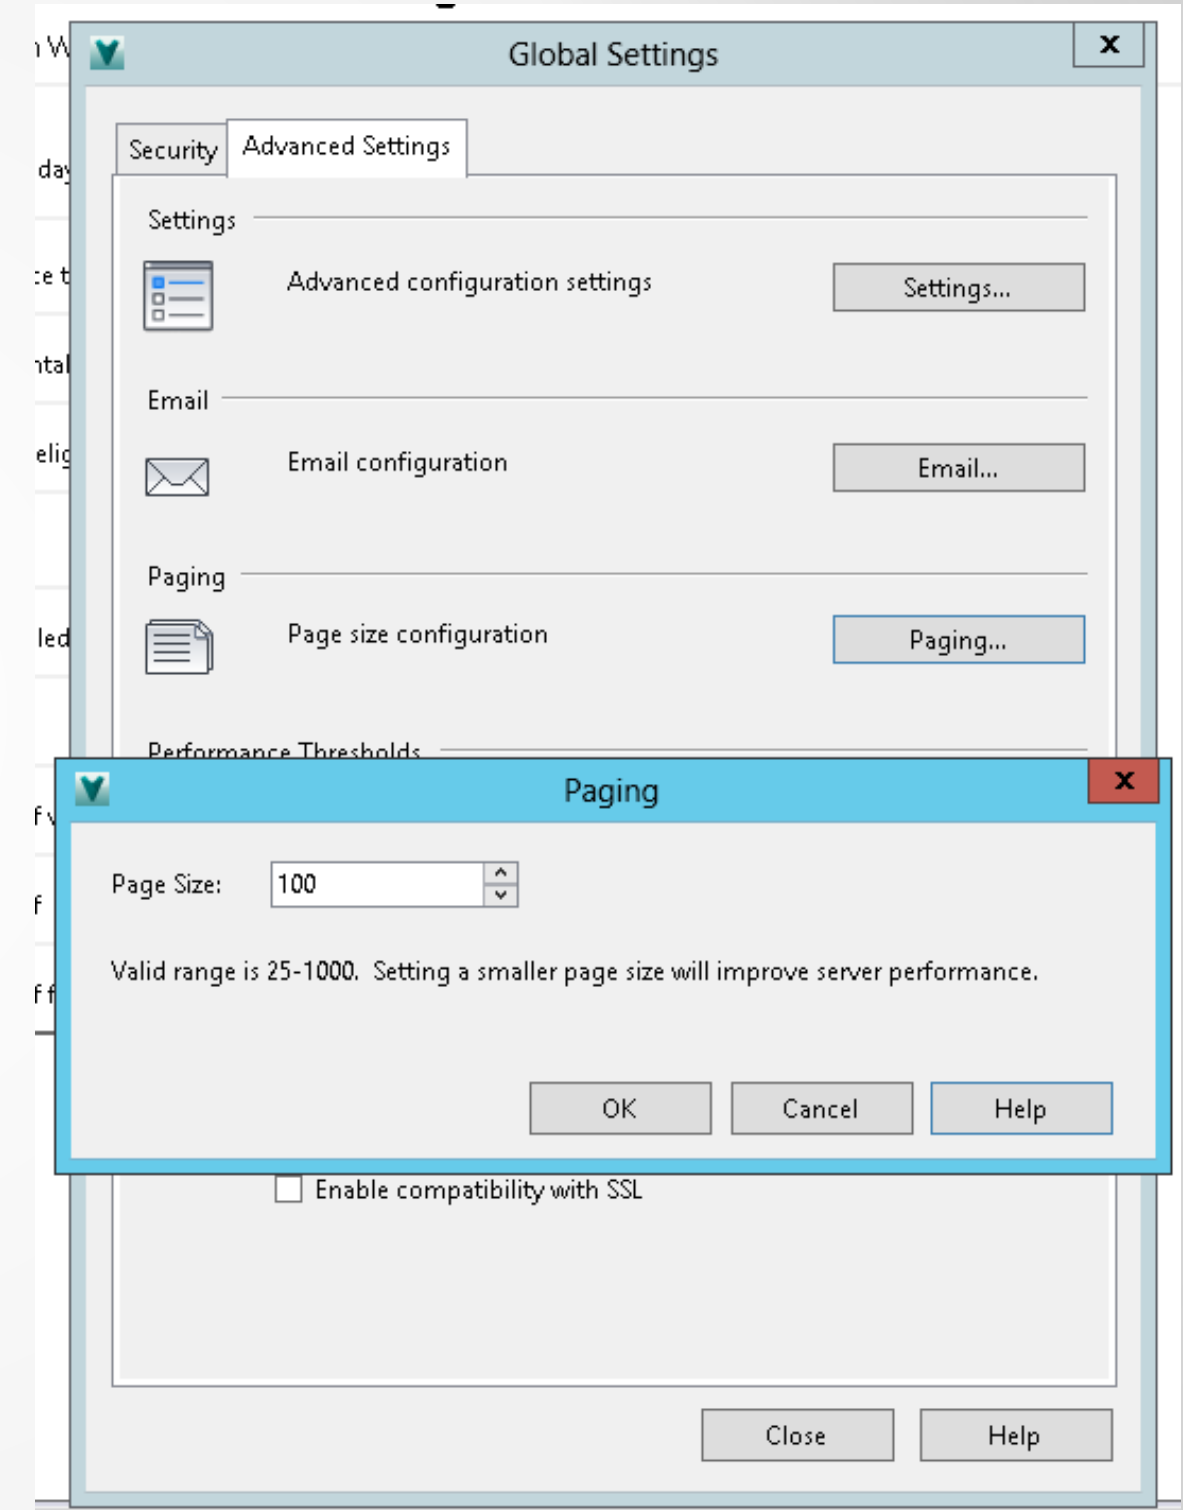 Global Settings
Security
Advanced Settings
Settings
Advanced configuration settings
Settings...
Email
Email configuration
Email...
Paging
Page size configuration
Paging...
Performance Thresholds
Paging
Page Size:
100
Valid range is 25-1000. Setting a smaller page size will improve server performance.
OK
Cancel
Help
Enable compatibility with SSL
Close
Help